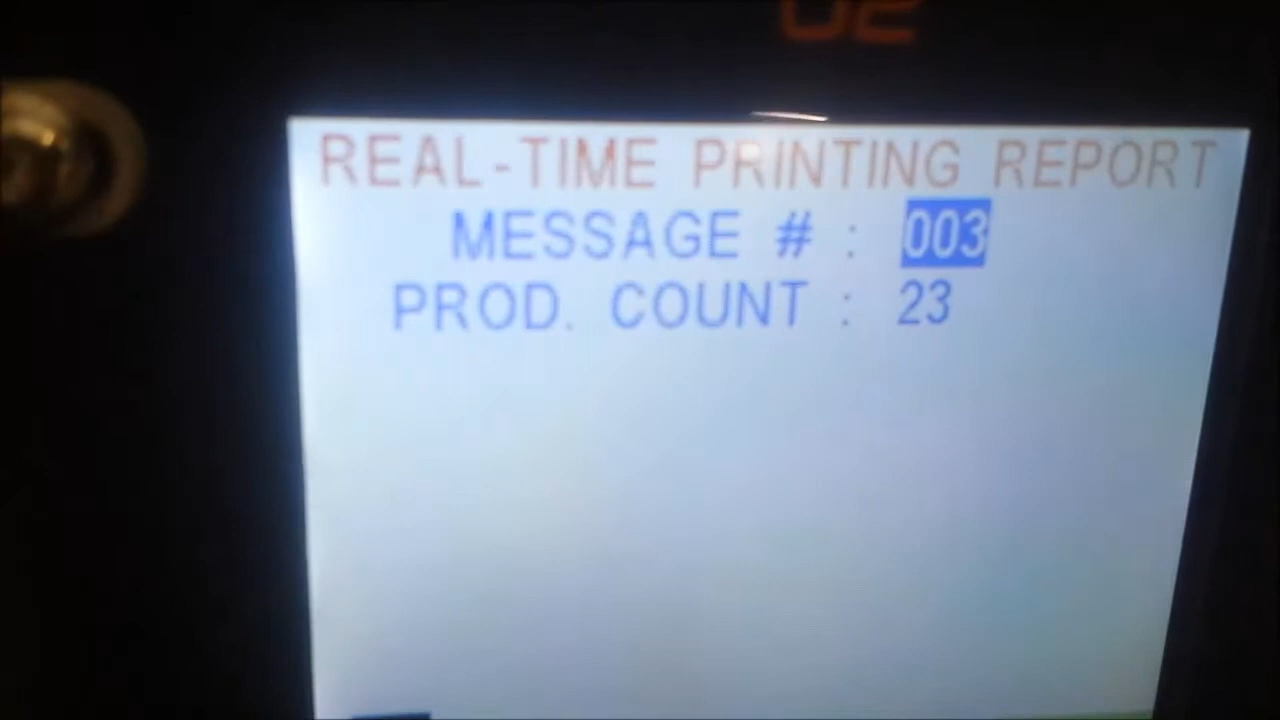 REAL-TIME PRINTING REPORT
MESSAGE # : 003
PROD. COUNT : 23